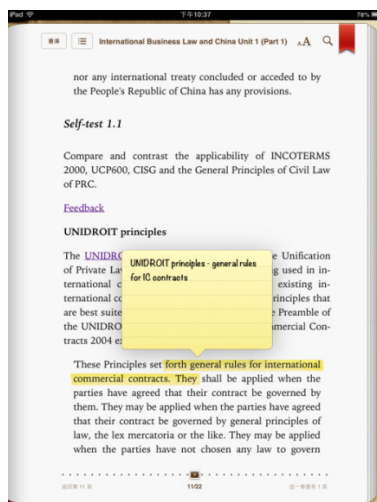 iPad 下午10:37 78%
International Business Law and China Unit 1 (Part 1) AA
nor any international treaty concluded or acceded to by
the People's Republic of China has any provisions.
Self-test 1.1
Compare and contrast the applicability of INCOTERMS
2000, UCP600, CISG and the General Principles of Civil Law
of PRC.
Feedback
UNIDROIT principles
The UNIDRO e Unification
of Private La g used in in-
ternational c existing in-
ternational co rinciples that
are best suite e Preamble of
the UNIDRO mmercial Con-
tracts 2004 e
UNIDROIT principles - general rules
for IC contracts
'These Principles set forth general rules for international
commercial contracts. They shall be applied when the
parties have agreed that their contract be governed by
them. They may be applied when the parties have agreed
that their contract be governed by general principles of
law, the lex mercatoria or the like. They may be applied
when the parties have not chosen any law to govern
11/22